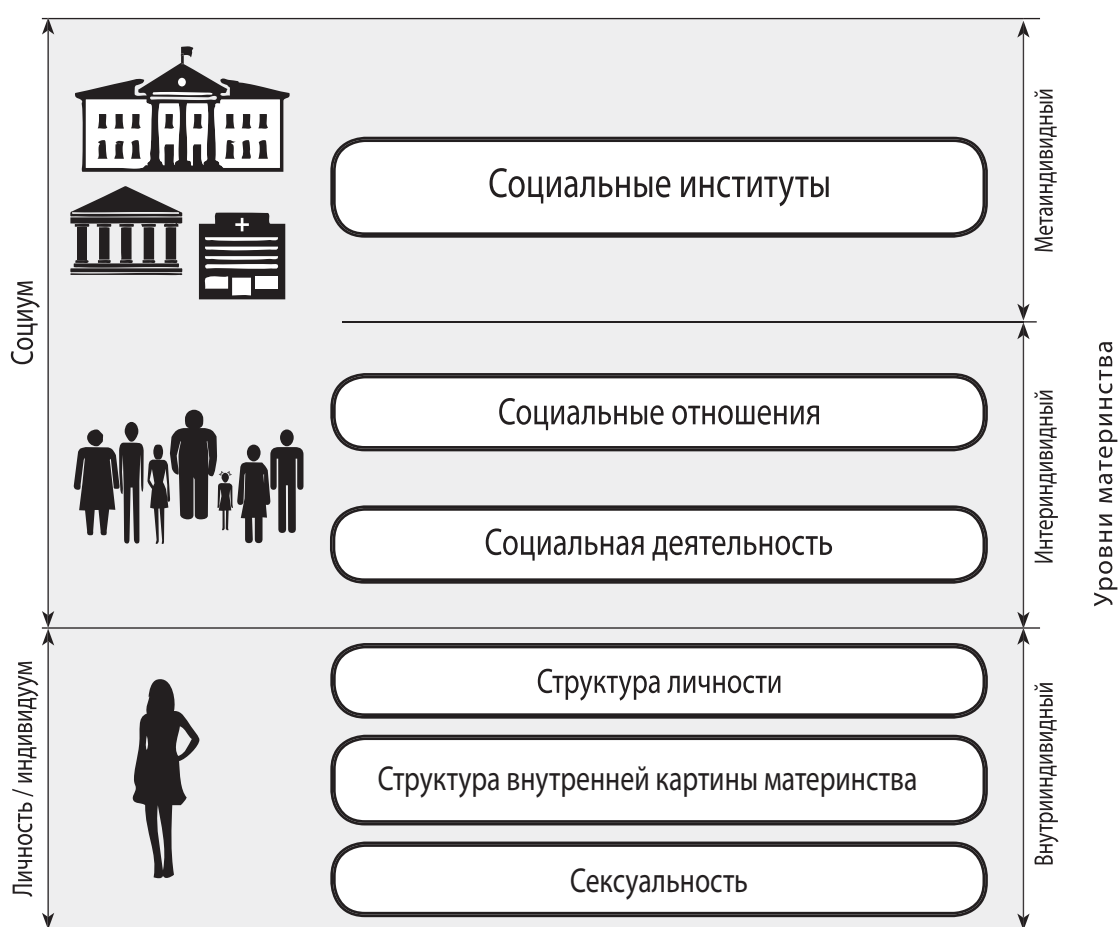 Социум
Метаиндивидный
Социальные институты
Социальные отношения
Социальная деятельность
Интериндивидный
Уровни материнства
Личность / индивидуум
Структура личности
Структура внутренней картины материнства
Сексуальность
Внутрииндивидный